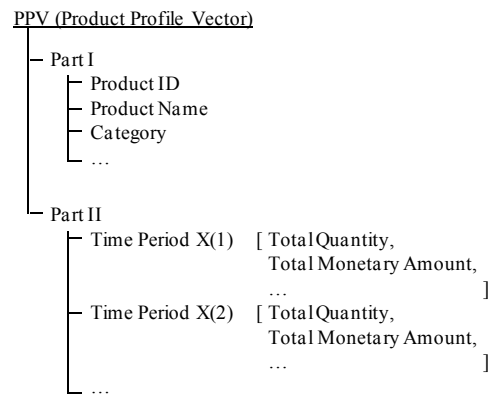 PPV (Product Profile Vector)
Part I
Product ID
Product Name
Category
…
Part II
Time Period X(1) [ Total Quantity,
Total Monetary Amount,
… ]
Time Period X(2) [ Total Quantity,
Total Monetary Amount,
… ]
…